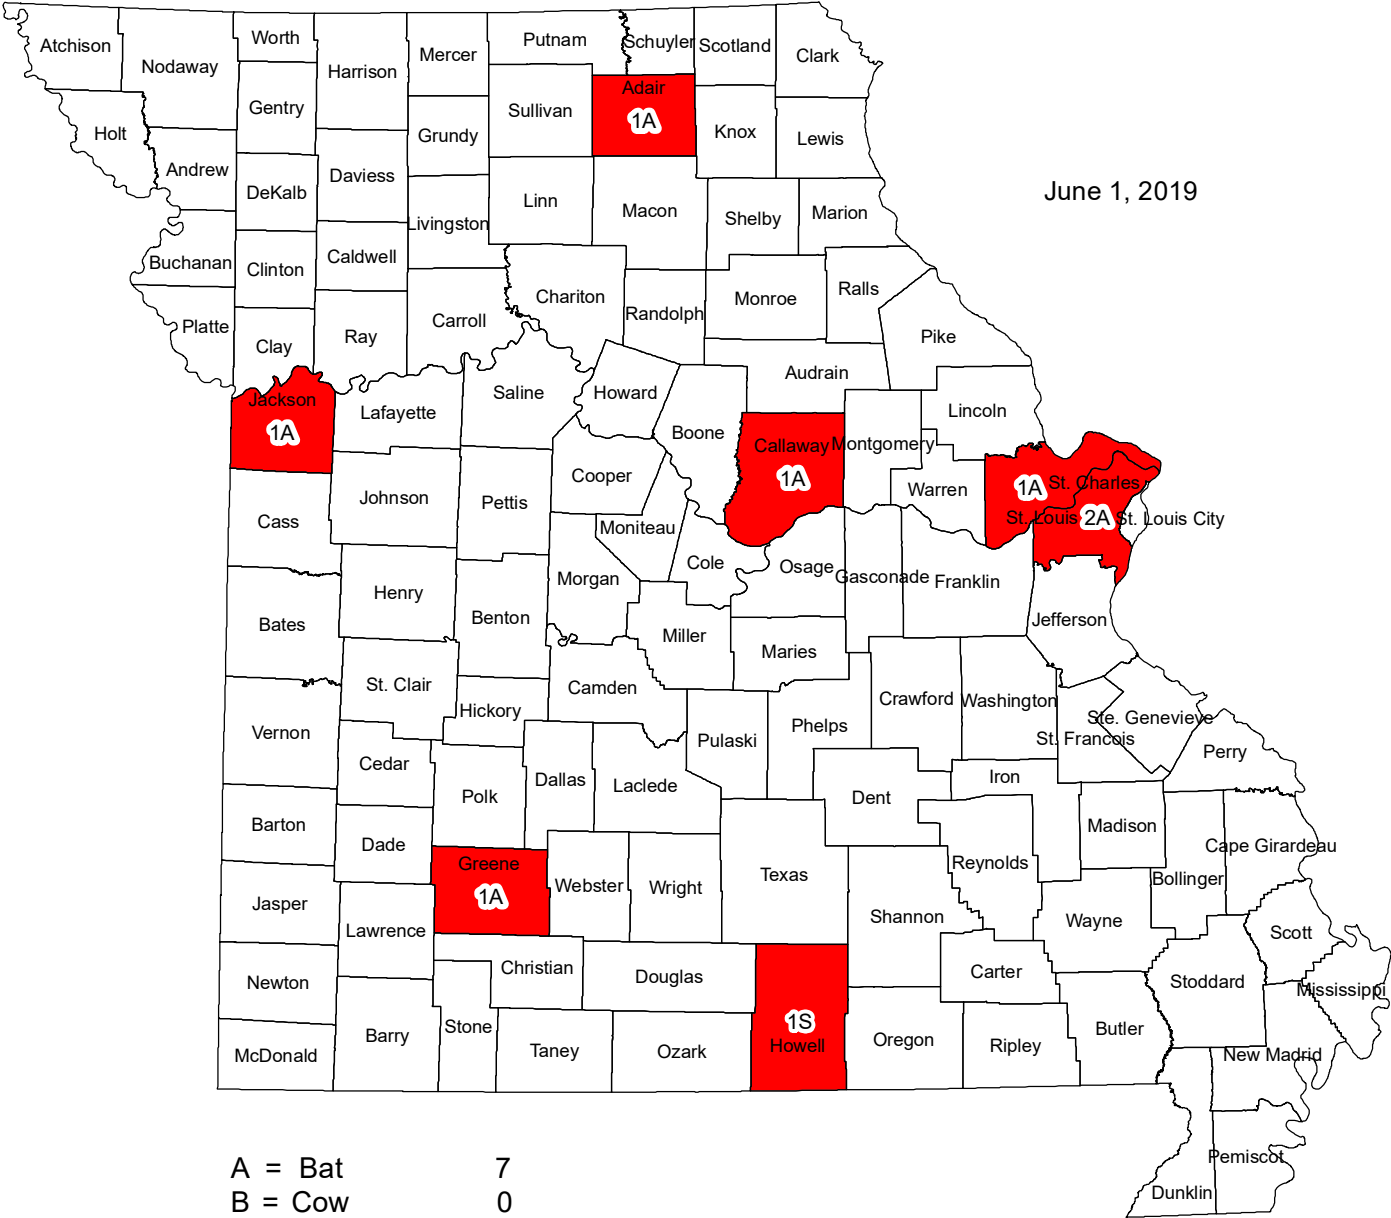 Atchison
Nodaway
Worth
Harrison
Mercer
Putnam
Schuyler
Scotland
Clark
Gentry
Sullivan
Adair
1A
Knox
Lewis
Holt
Andrew
DeKalb
Daviess
Grundy
Linn
Macon
Shelby
Marion
June 1, 2019
Livingston
Buchanan
Clinton
Caldwell
Chariton
Randolph
Monroe
Ralls
Platte
Clay
Ray
Carroll
Pike
Jackson
1A
Lafayette
Saline
Howard
Audrain
Boone
Callaway
1A
Montgomery
Lincoln
Warren
1A
St. Charles
St. Louis
2A
St. Louis City
Cass
Johnson
Pettis
Cooper
Moniteau
Cole
Osage
Gasconade
Franklin
Jefferson
Bates
Henry
Benton
Morgan
Miller
Maries
St. Clair
Hickory
Camden
Pulaski
Phelps
Crawford
Washington
Ste. Genevieve
St. Francois
Perry
Vernon
Cedar
Polk
Dallas
Laclede
Dent
Iron
Madison
Cape Girardeau
Bollinger
Barton
Dade
Greene
1A
Webster
Wright
Texas
Reynolds
Shannon
Wayne
Scott
Jasper
Lawrence
Christian
Douglas
Carter
Stoddard
Mississippi
Newton
Barry
Stone
1S
Howell
Oregon
Ripley
Butler
New Madrid
McDonald
Taney
Ozark
Pemiscot
Dunklin
A = Bat 7
B = Cow 0